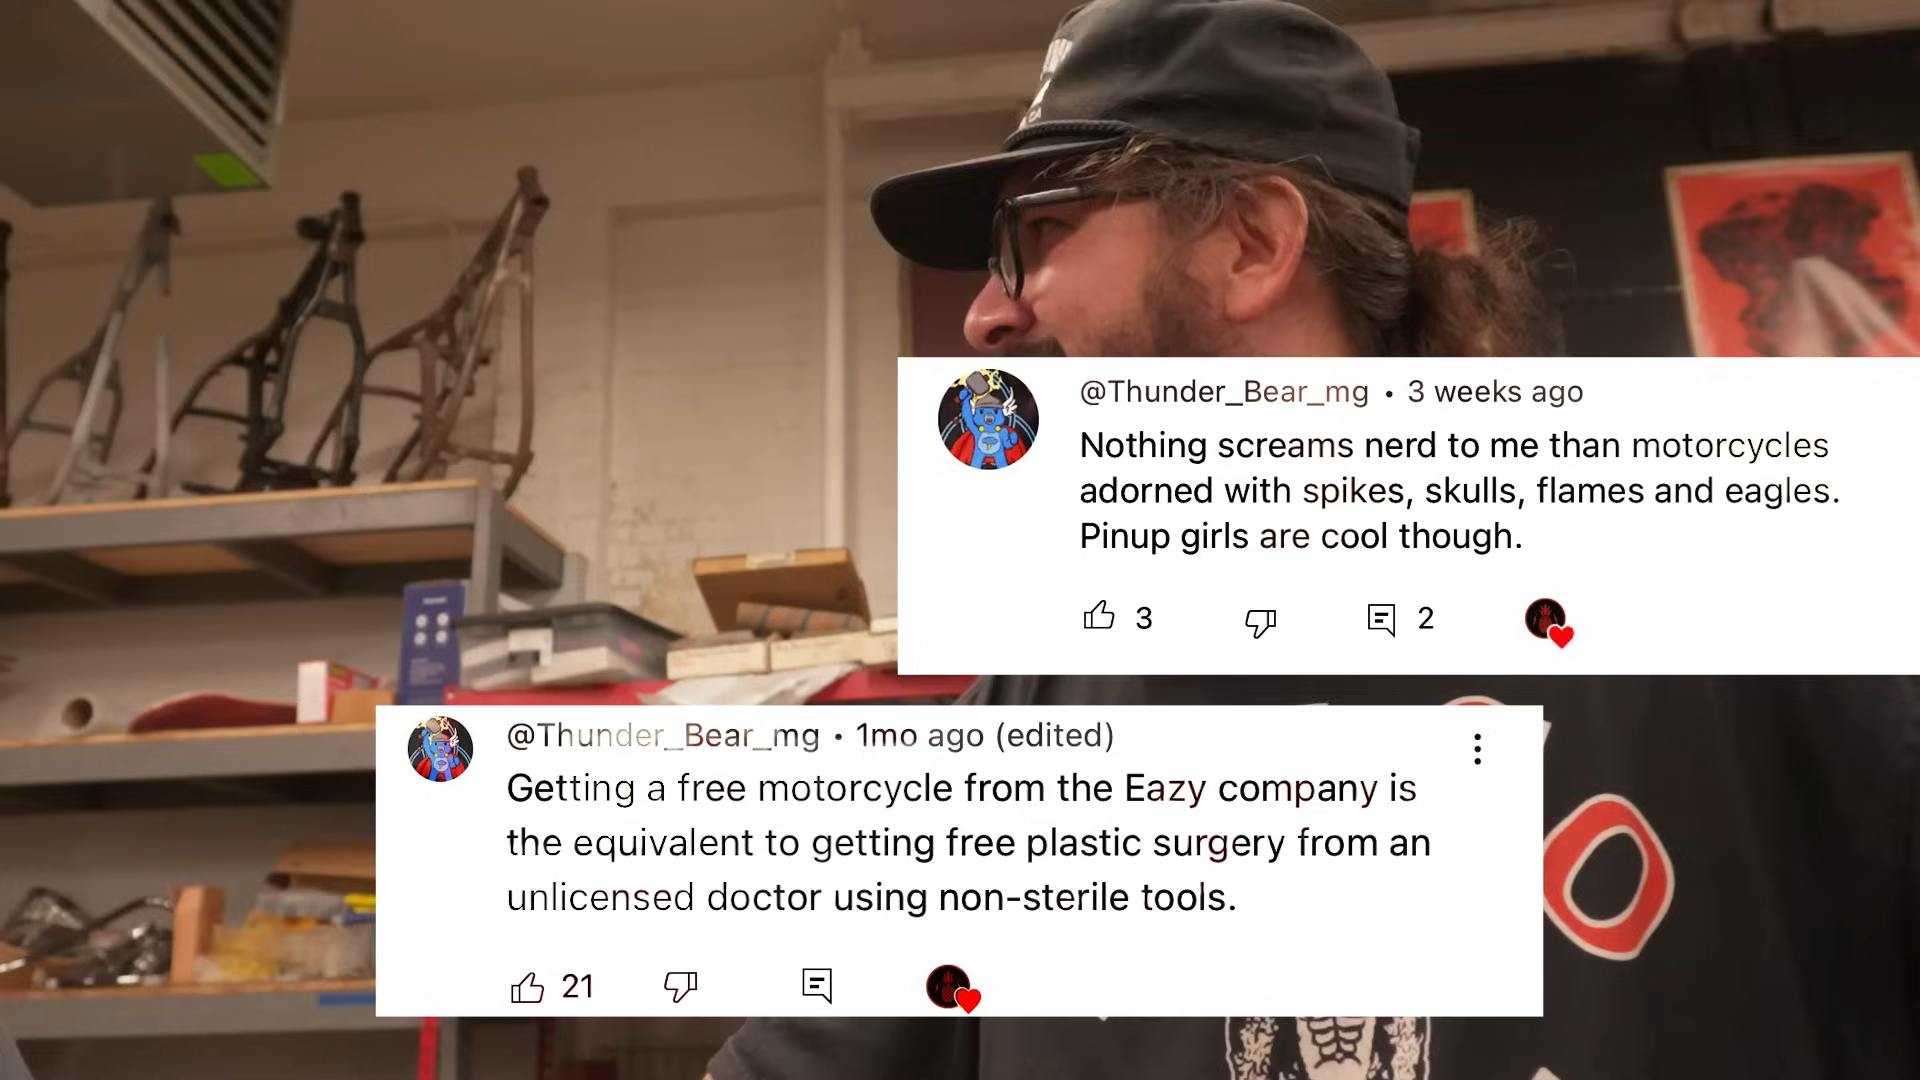 @Thunder_Bear_mg • 3 weeks ago
Nothing screams nerd to me than motorcycles
adorned with spikes, skulls, flames and eagles.
Pinup girls are cool though.
3 2
@Thunder_Bear_mg • 1mo ago (edited)
Getting a free motorcycle from the Eazy company is
the equivalent to getting free plastic surgery from an
unlicensed doctor using non-sterile tools.
21